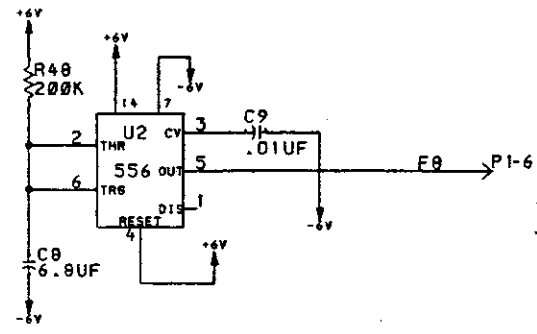 +6V
R48
200K
+6V
14
7
-6V
U2
556
2
THR
6
TRG
CV
3
OUT
5
DIS
1
RESET
4
C9
.01UF
-6V
E8
P1-6
+6V
C8
6.8UF
-6V